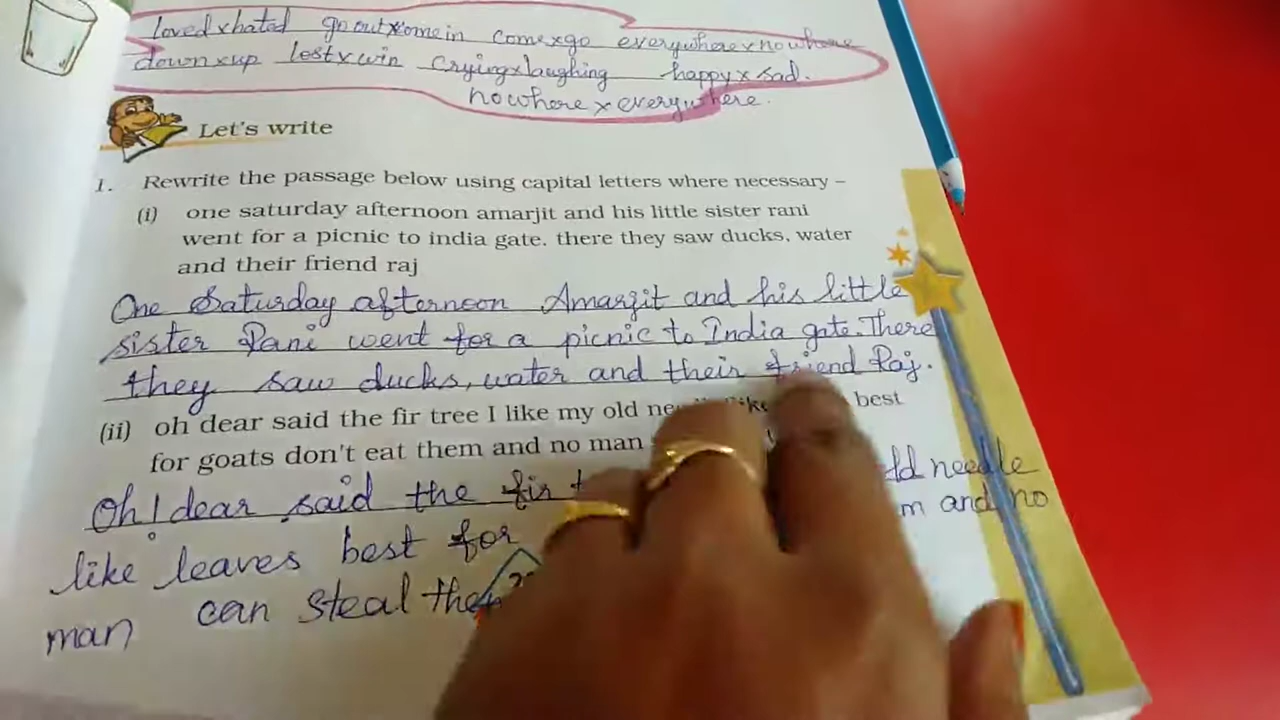 loved x hated go out x come in come x go everywhere x nowhere
down x up lost x win crying x laughing happy x sad.
nowhere x everywhere.
Let's write
1. Rewrite the passage below using capital letters where necessary –
(i) one saturday afternoon amarjit and his little sister rani
went for a picnic to india gate. there they saw ducks, water
and their friend raj
One Saturday afternoon Amarjit and his little
sister Rani went for a picnic to India gate. There
they saw ducks, water and their friend Raj.
(ii) oh dear said the fir tree I like my old best
for goats don't eat them and no man
Oh! dear said the fir needle
like leaves best for and no
man can steal